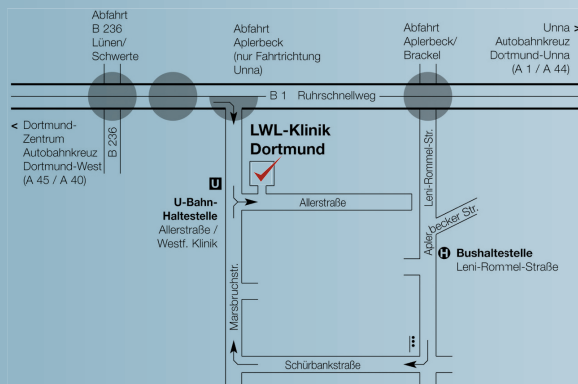 Abfahrt
B 236
Lünen/
Schwerte
Abfahrt
Aplerbeck
(nur Fahrtrichtung
Unna)
Abfahrt
Aplerbeck/
Brackel
Unna >
Autobahnkreuz
Dortmund-Unna
(A 1 / A 44)
B 1 Ruhrschnellweg
< Dortmund-
Zentrum
Autobahnkreuz
Dortmund-West
(A 45 / A 40)
B 236
LWL-Klinik
Dortmund
Leni-Rommel-Str.
U
U-Bahn-
Haltestelle
Allerstraße /
Westf. Klinik
Allerstraße
Aplerbecker Str.
H Bushaltestelle
Leni-Rommel-Straße
Marsbruchstr.
Schürbankstraße